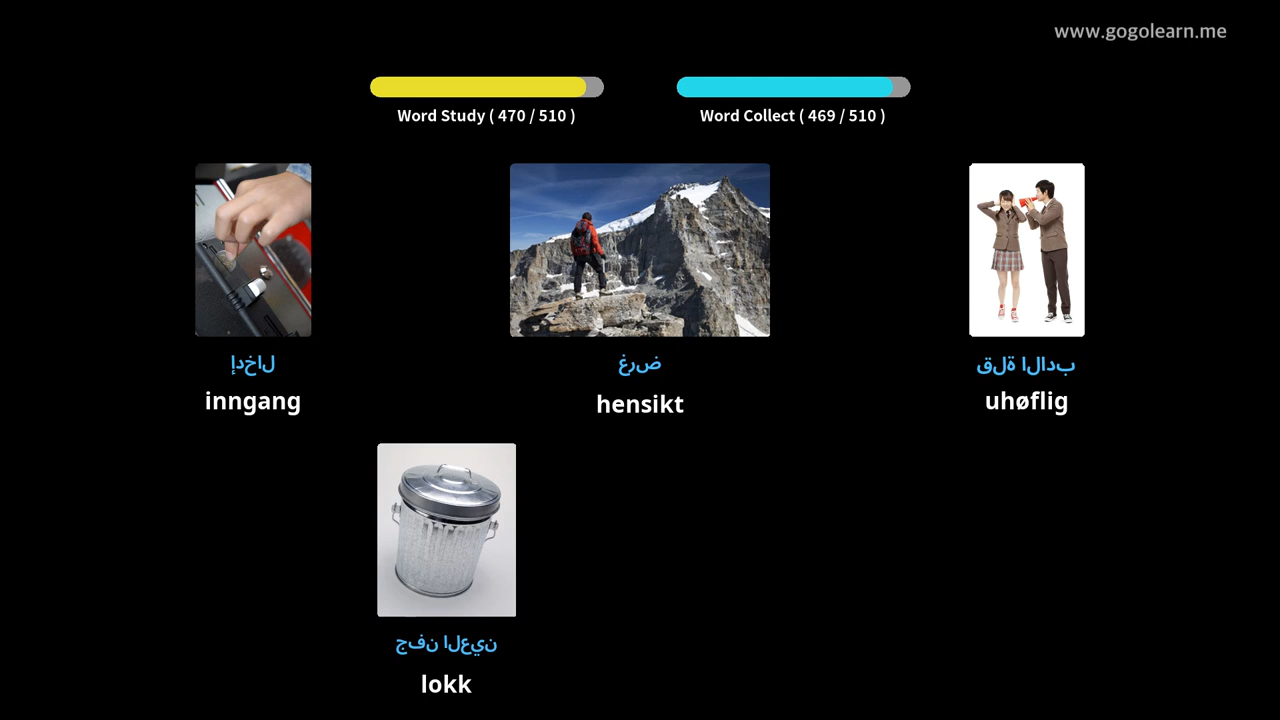 www.gogolearn.me
Word Study ( 470 / 510 )
Word Collect ( 469 / 510 )
إدخال
inngang
غرض
hensikt
قلة الادب
uhøflig
جفن العين
lokk